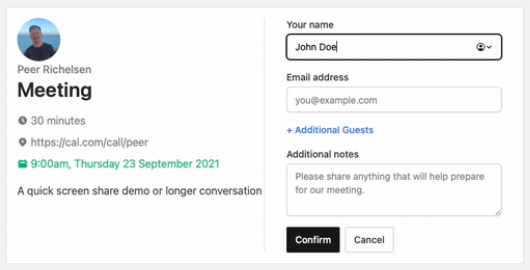 Peer Richelsen
Meeting
30 minutes
https://cal.com/call/peer
9:00am, Thursday 23 September 2021
A quick screen share demo or longer conversation
Your name
John Doe
Email address
you@example.com
+ Additional Guests
Additional notes
Please share anything that will help prepare
for our meeting.
Confirm
Cancel